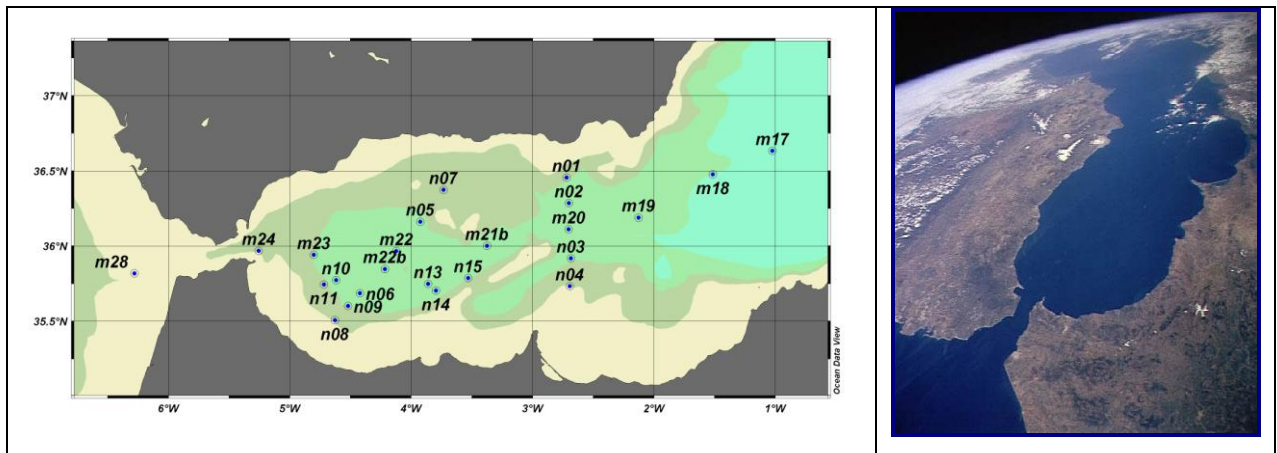 37°N
m17
36.5°N
n01
m18
n07
n02
n05
m20
m19
m21b
m24
m23
m22
36°N
m22b
n03
m28
n10
n13
n15
n04
n11
n06
n09
n14
35.5°N
n08
Ocean Data View
6°W
5°W
4°W
3°W
2°W
1°W